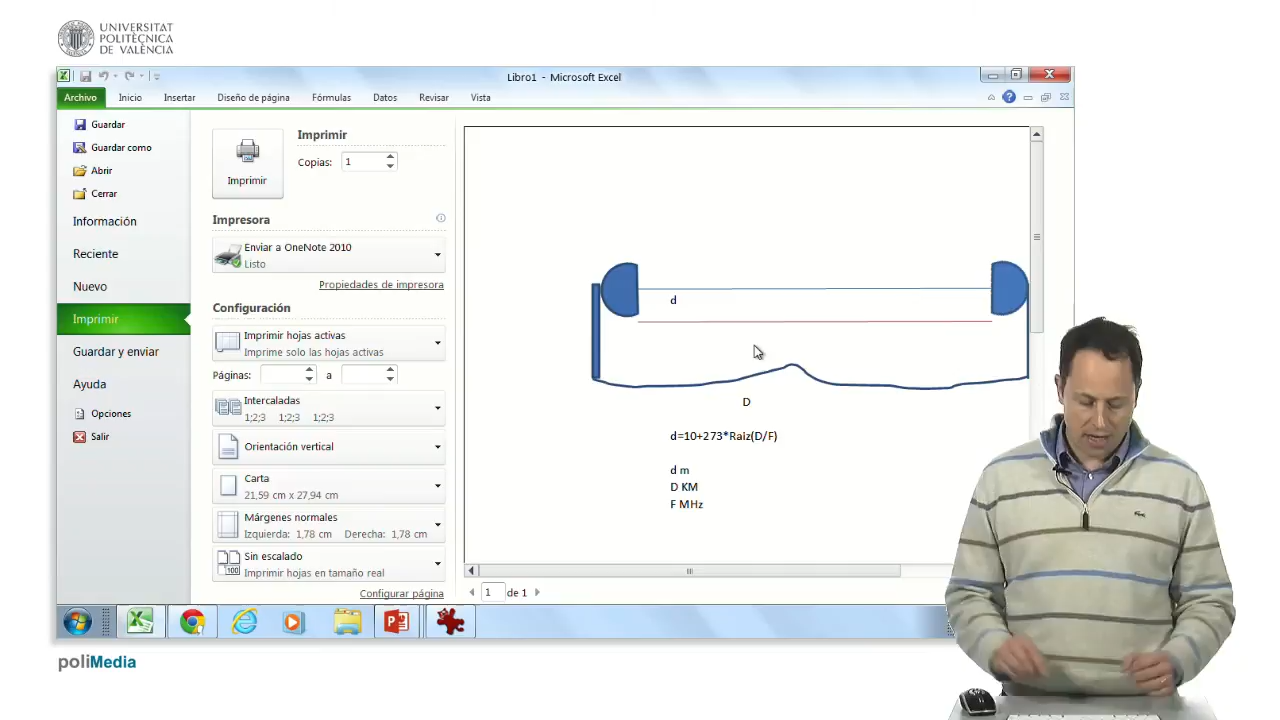 UNIVERSITAT
POLITÈCNICA
DE VALÈNCIA
Libro1 - Microsoft Excel
Archivo Inicio Insertar Diseño de página Fórmulas Datos Revisar Vista
Guardar
Guardar como
Abrir
Cerrar
Información
Reciente
Nuevo
Imprimir
Guardar y enviar
Ayuda
Opciones
Salir
Imprimir
Imprimir
Copias: 1
Impresora
Enviar a OneNote 2010
Listo
Propiedades de impresora
Configuración
Imprimir hojas activas
Imprime solo las hojas activas
Páginas: a
Intercaladas
1;2;3 1;2;3 1;2;3
Orientación vertical
Carta
21,59 cm x 27,94 cm
Márgenes normales
Izquierda: 1,78 cm Derecha: 1,78 cm
Sin escalado
Imprimir hojas en tamaño real
100
Configurar página
d
D
d=10+273*Raiz(D/F)
d m
D KM
F MHz
1 de 1
poliMedia